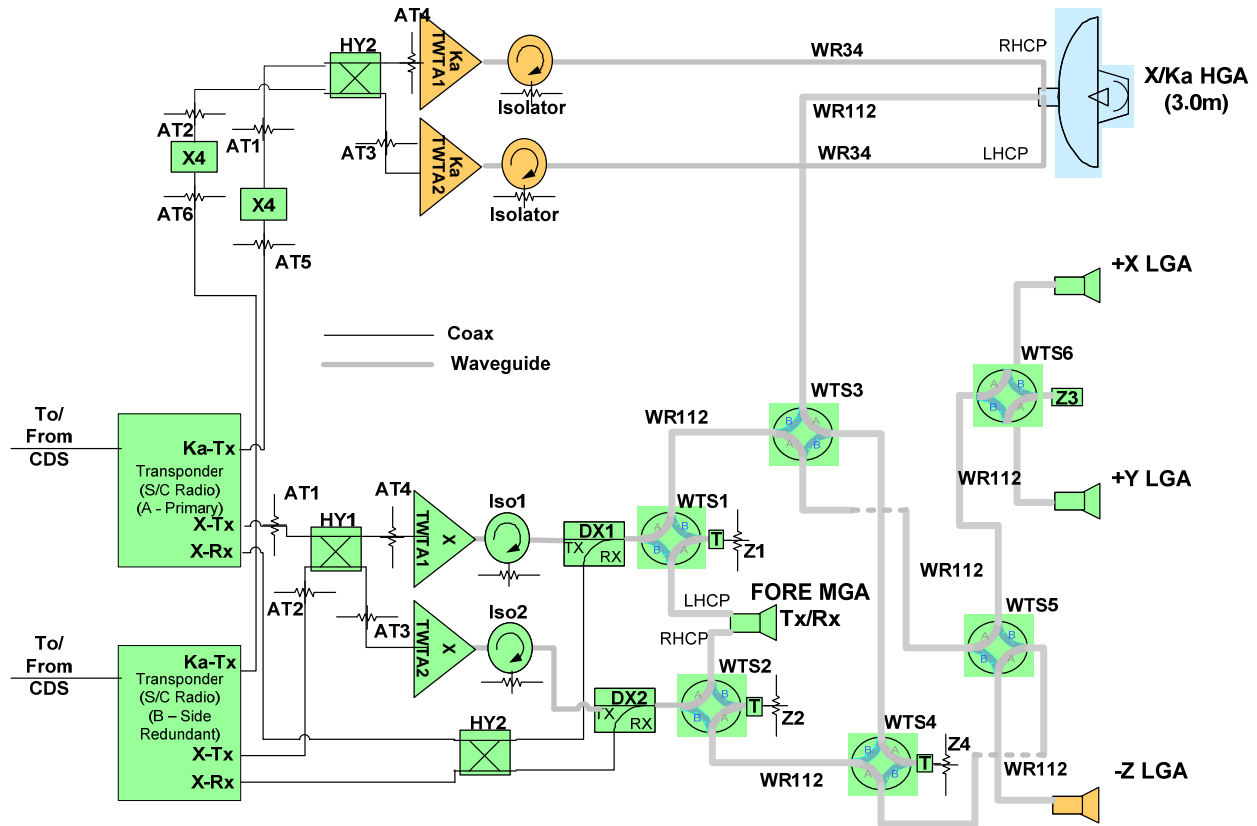 AT4
HY2
Ka
TWTA1
Isolator
WR34
RHCP
X/Ka HGA
(3.0m)
WR112
AT2
AT1
AT3
Ka
TWTA2
Isolator
WR34
LHCP
X4
AT6
X4
AT5
+X LGA
Coax
Waveguide
WTS6
A
B
B
A
Z3
WTS3
B
A
A
B
To/
From
CDS
Ka-Tx
Transponder
(S/C Radio)
(A - Primary)
X-Tx
X-Rx
WR112
WR112
+Y LGA
AT1
HY1
AT4
X
TWTA1
Iso1
DX1
TX
RX
WTS1
A
B
B
A
T
Z1
AT2
AT3
X
TWTA2
Iso2
LHCP
FORE MGA
Tx/Rx
RHCP
WR112
WTS5
A
B
B
A
To/
From
CDS
Ka-Tx
Transponder
(S/C Radio)
(B – Side
Redundant)
X-Tx
X-Rx
HY2
DX2
TX
RX
WTS2
A
B
B
A
T
Z2
WTS4
A
B
B
A
T
Z4
WR112
WR112
-Z LGA